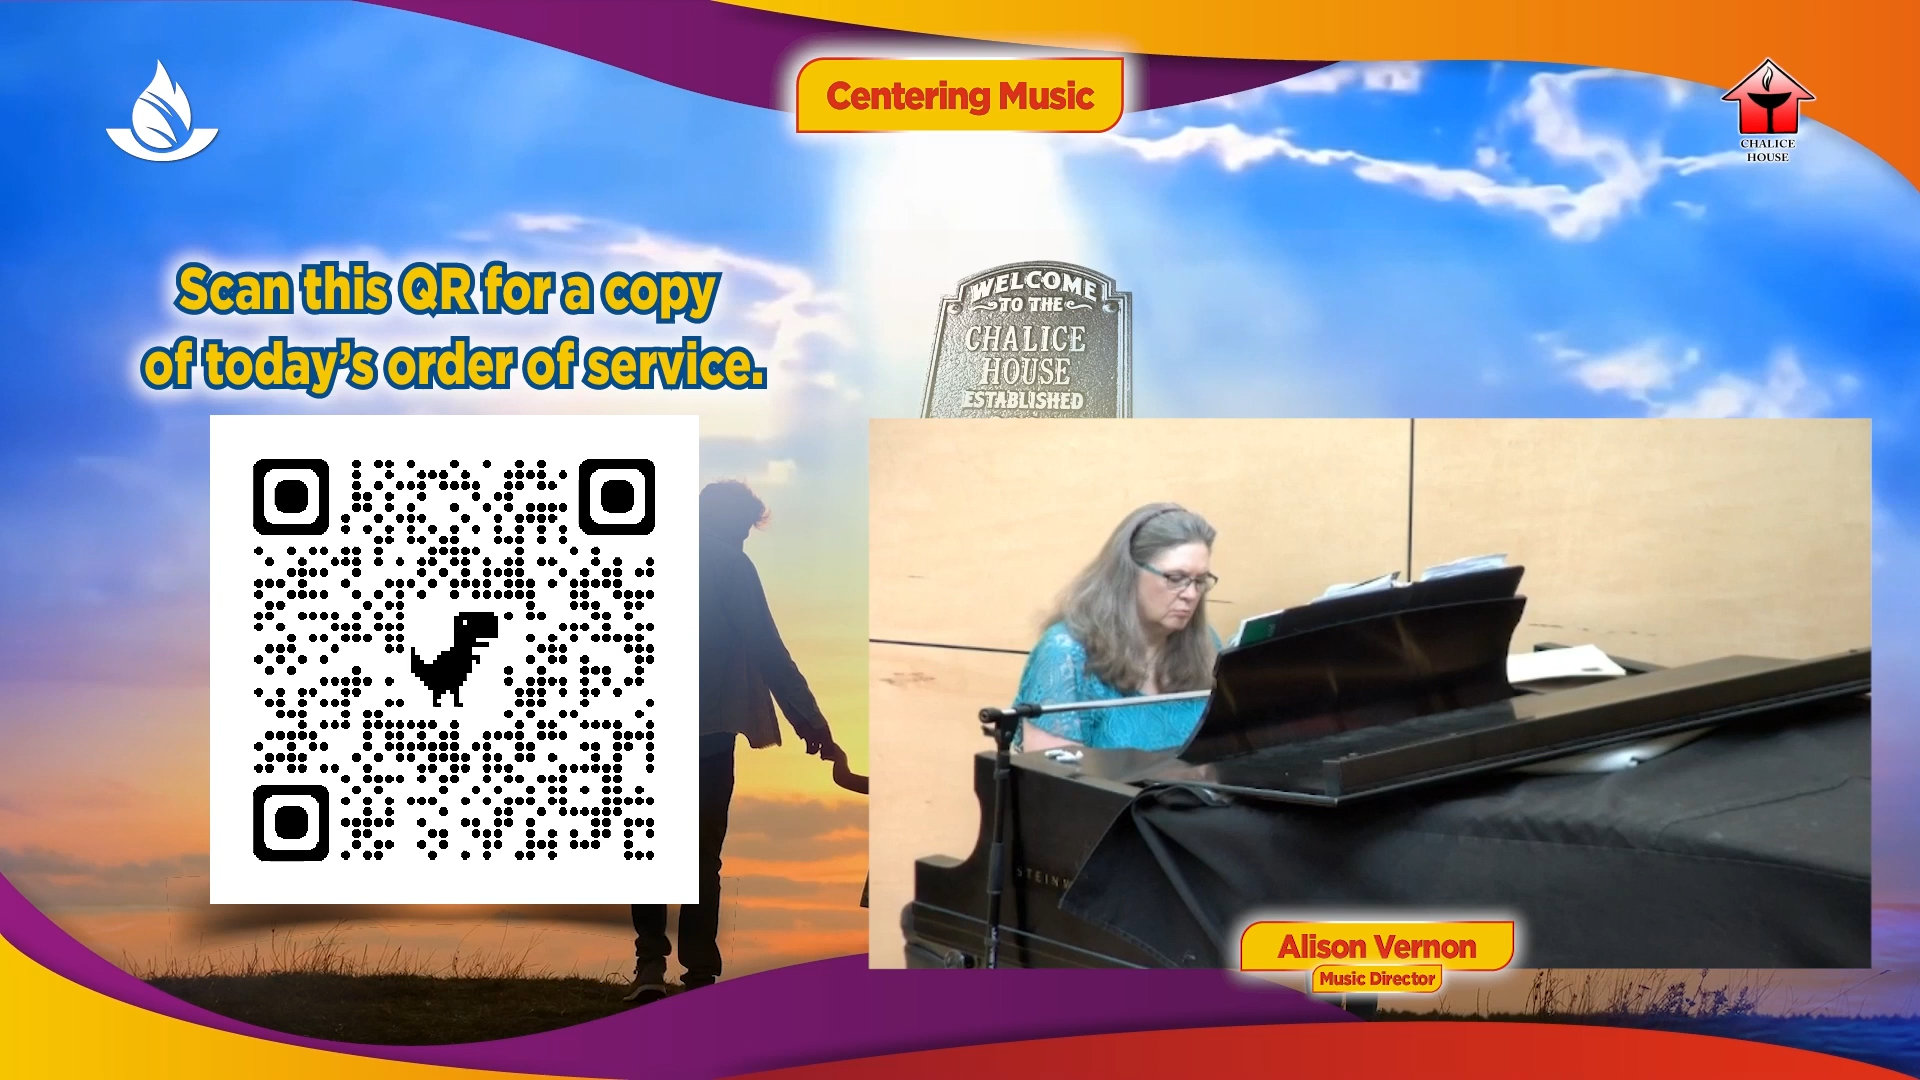 Centering Music
CHALICE
HOUSE
Scan this QR for a copy
of today's order of service.
WELCOME
TO THE
CHALICE
HOUSE
ESTABLISHED
STEINW
Alison Vernon
Music Director